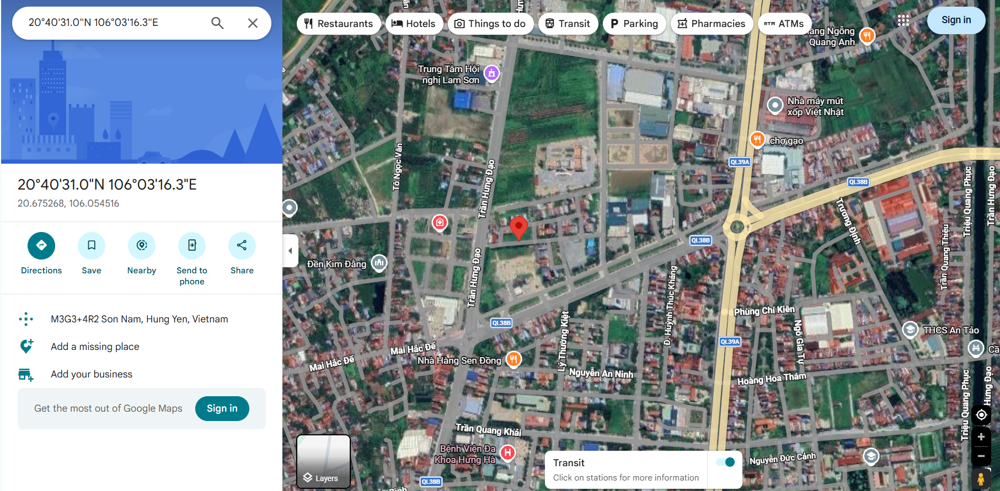 20°40'31.0"N 106°03'16.3"E
20°40'31.0"N 106°03'16.3"E
20.675268, 106.054516
Directions
Save
Nearby
Send to
phone
Share
M3G3+4R2 Son Nam, Hung Yen, Vietnam
Add a missing place
Add your business
Get the most out of Google Maps
Sign in
Restaurants
Hotels
Things to do
Transit
Parking
Pharmacies
ATM ATMs
Sign in
Ngỗng
Quang Anh
Trung Tâm Hội
nghị Lam Sơn
Nhà máy mút
xốp Việt Nhật
chợ gạo
QL39A
QL38B
Tô Ngọc Vân
Trần Hưng Đạo
Triệu Quang Phục
Trần Hưng Đạo
Trương Định
Trần Quang Thiệu
QL38B
Đền Kim Đằng
Trần Hưng Đạo
Đ. Huỳnh Thúc Kháng
QL38B
Phùng Chí Kiên
Lý Thường Kiệt
Ngô Gia Tự
THCS An Tảo
QL39A
Mai Hắc Đế
Mai Hắc Đế
Nhà Hàng Sen Đồng
Nguyễn An Ninh
Hoàng Hoa Thám
Triệu Quang Phục
Hưng Đạo
Trần Quang Khải
Bệnh Viện Đa
Khoa Hưng Hà
H
Nguyễn Đức Cảnh
QL38B
Layers
Transit
Click on stations for more information